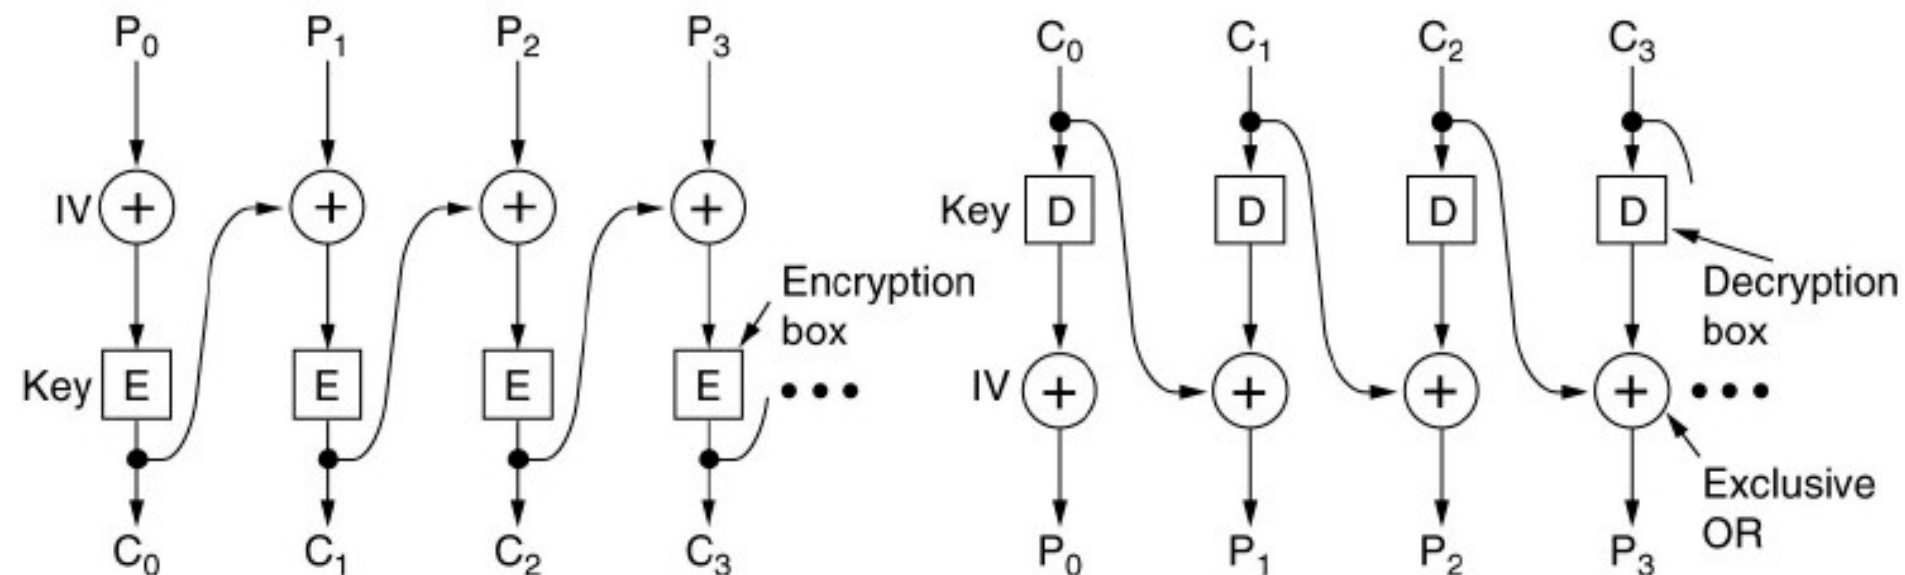 P₀ P₁ P₂ P₃
IV + + + +
Encryption
box
Key E E E E •••
C₀ C₁ C₂ C₃
C₀ C₁ C₂ C₃
Key D D D D
Decryption
box
IV + + + + •••
Exclusive
OR
P₀ P₁ P₂ P₃